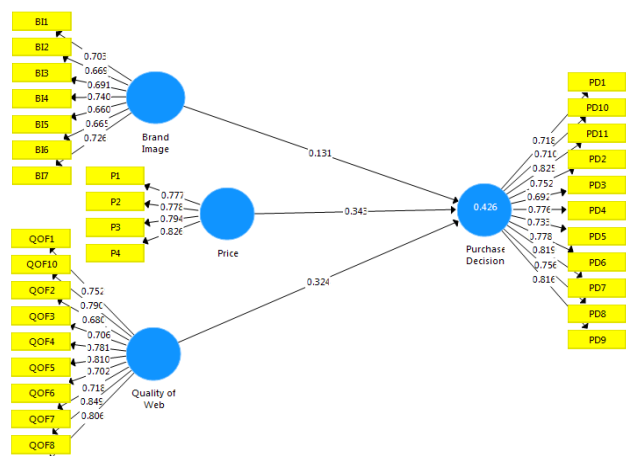 BI1
BI2
BI3
BI4
BI5
BI6
BI7
0.703
0.669
0.691
0.740
0.660
0.665
0.726
Brand
Image
P1
P2
P3
P4
0.777
0.778
0.794
0.826
Price
QOF1
QOF10
QOF2
QOF3
QOF4
QOF5
QOF6
QOF7
QOF8
0.752
0.790
0.680
0.706
0.781
0.810
0.702
0.718
0.849
0.806
Quality of
Web
0.131
0.343
0.324
0.426
Purchase
Decision
0.718
0.710
0.825
0.752
0.692
0.776
0.733
0.778
0.819
0.756
0.816
PD1
PD10
PD11
PD2
PD3
PD4
PD5
PD6
PD7
PD8
PD9